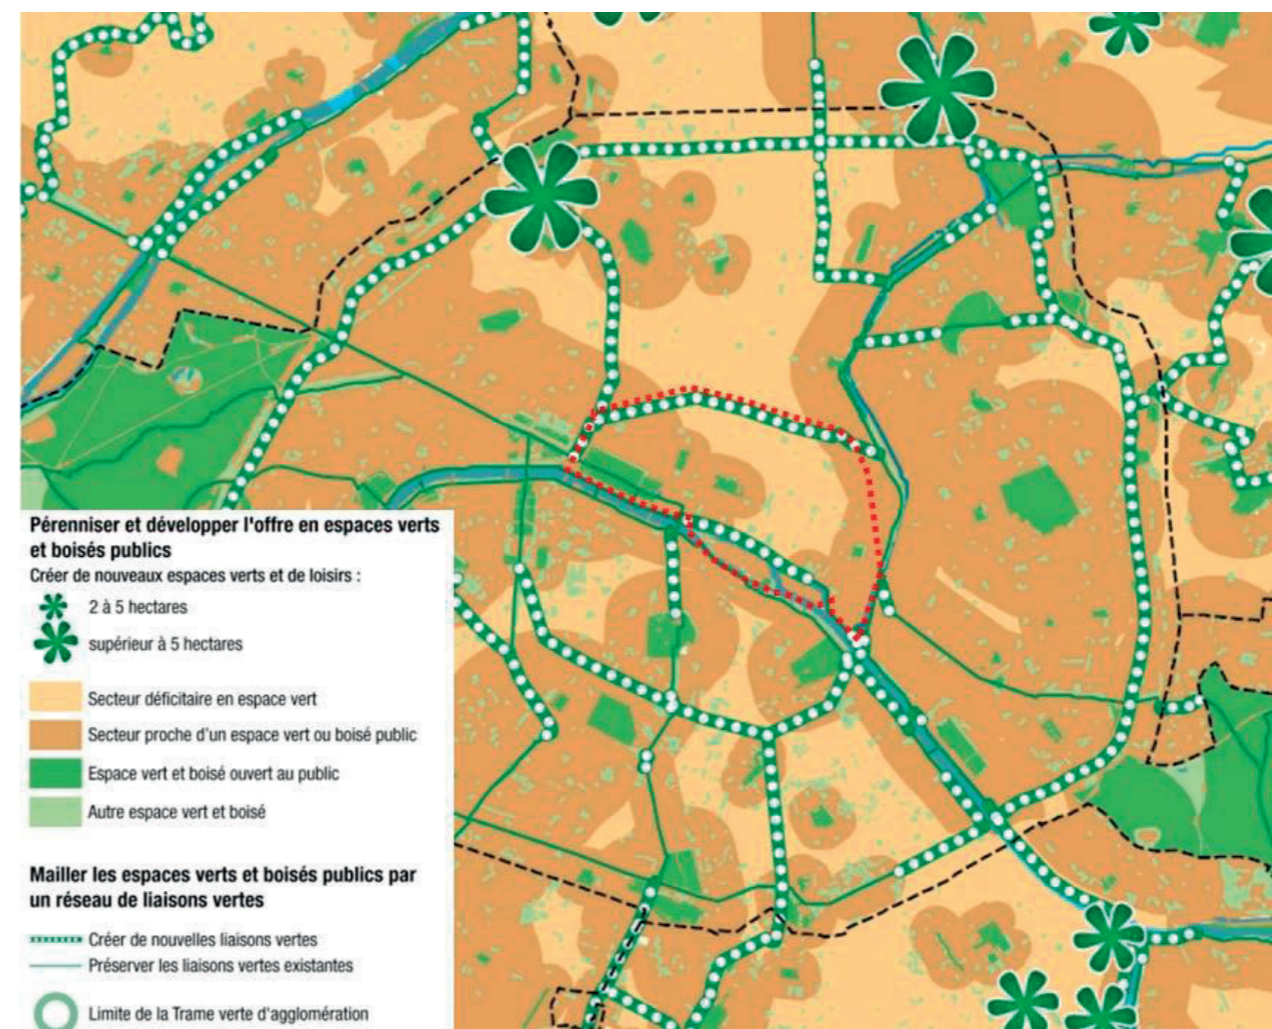 Pérenniser et développer l'offre en espaces verts
et boisés publics
Créer de nouveaux espaces verts et de loisirs :
2 à 5 hectares
supérieur à 5 hectares
Secteur déficitaire en espace vert
Secteur proche d'un espace vert ou boisé public
Espace vert et boisé ouvert au public
Autre espace vert et boisé
Mailler les espaces verts et boisés publics par
un réseau de liaisons vertes
Créer de nouvelles liaisons vertes
Préserver les liaisons vertes existantes
Limite de la Trame verte d'agglomération